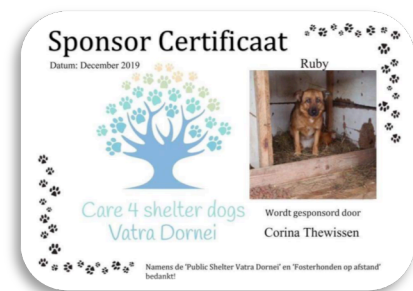 Sponsor Certificaat
Datum: December 2019
Ruby
Care 4 shelter dogs
Vatra Dornei
Wordt gesponsord door
Corina Thewissen
Namens de 'Public Shelter Vatra Dornei' en 'Fosterhonden op afstand'
bedankt!